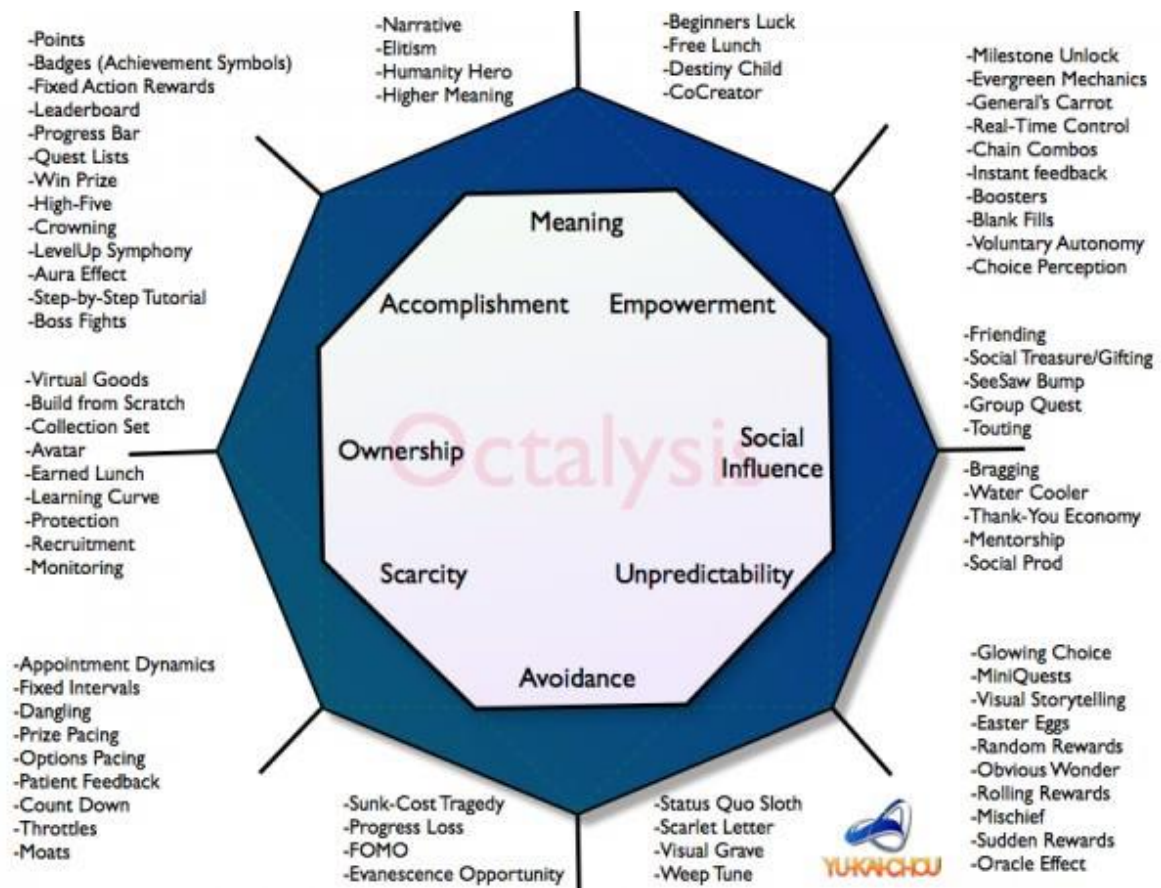 -Points
-Badges (Achievement Symbols)
-Fixed Action Rewards
-Leaderboard
-Progress Bar
-Quest Lists
-Win Prize
-High-Five
-Crowning
-LevelUp Symphony
-Aura Effect
-Step-by-Step Tutorial
-Boss Fights
-Narrative
-Elitism
-Humanity Hero
-Higher Meaning
-Beginners Luck
-Free Lunch
-Destiny Child
-CoCreator
-Milestone Unlock
-Evergreen Mechanics
-General's Carrot
-Real-Time Control
-Chain Combos
-Instant feedback
-Boosters
-Blank Fills
-Voluntary Autonomy
-Choice Perception
Meaning
Accomplishment
Empowerment
Ownership
Octalysis
Social
Influence
Scarcity
Unpredictability
Avoidance
-Virtual Goods
-Build from Scratch
-Collection Set
-Avatar
-Earned Lunch
-Learning Curve
-Protection
-Recruitment
-Monitoring
-Friending
-Social Treasure/Gifting
-SeeSaw Bump
-Group Quest
-Touting
-Bragging
-Water Cooler
-Thank-You Economy
-Mentorship
-Social Prod
-Appointment Dynamics
-Fixed Intervals
-Dangling
-Prize Pacing
-Options Pacing
-Patient Feedback
-Count Down
-Throttles
-Moats
-Sunk-Cost Tragedy
-Progress Loss
-FOMO
-Evanescence Opportunity
-Status Quo Sloth
-Scarlet Letter
-Visual Grave
-Weep Tune
YU-KAI-CHOU
-Glowing Choice
-MiniQuests
-Visual Storytelling
-Easter Eggs
-Random Rewards
-Obvious Wonder
-Rolling Rewards
-Mischief
-Sudden Rewards
-Oracle Effect